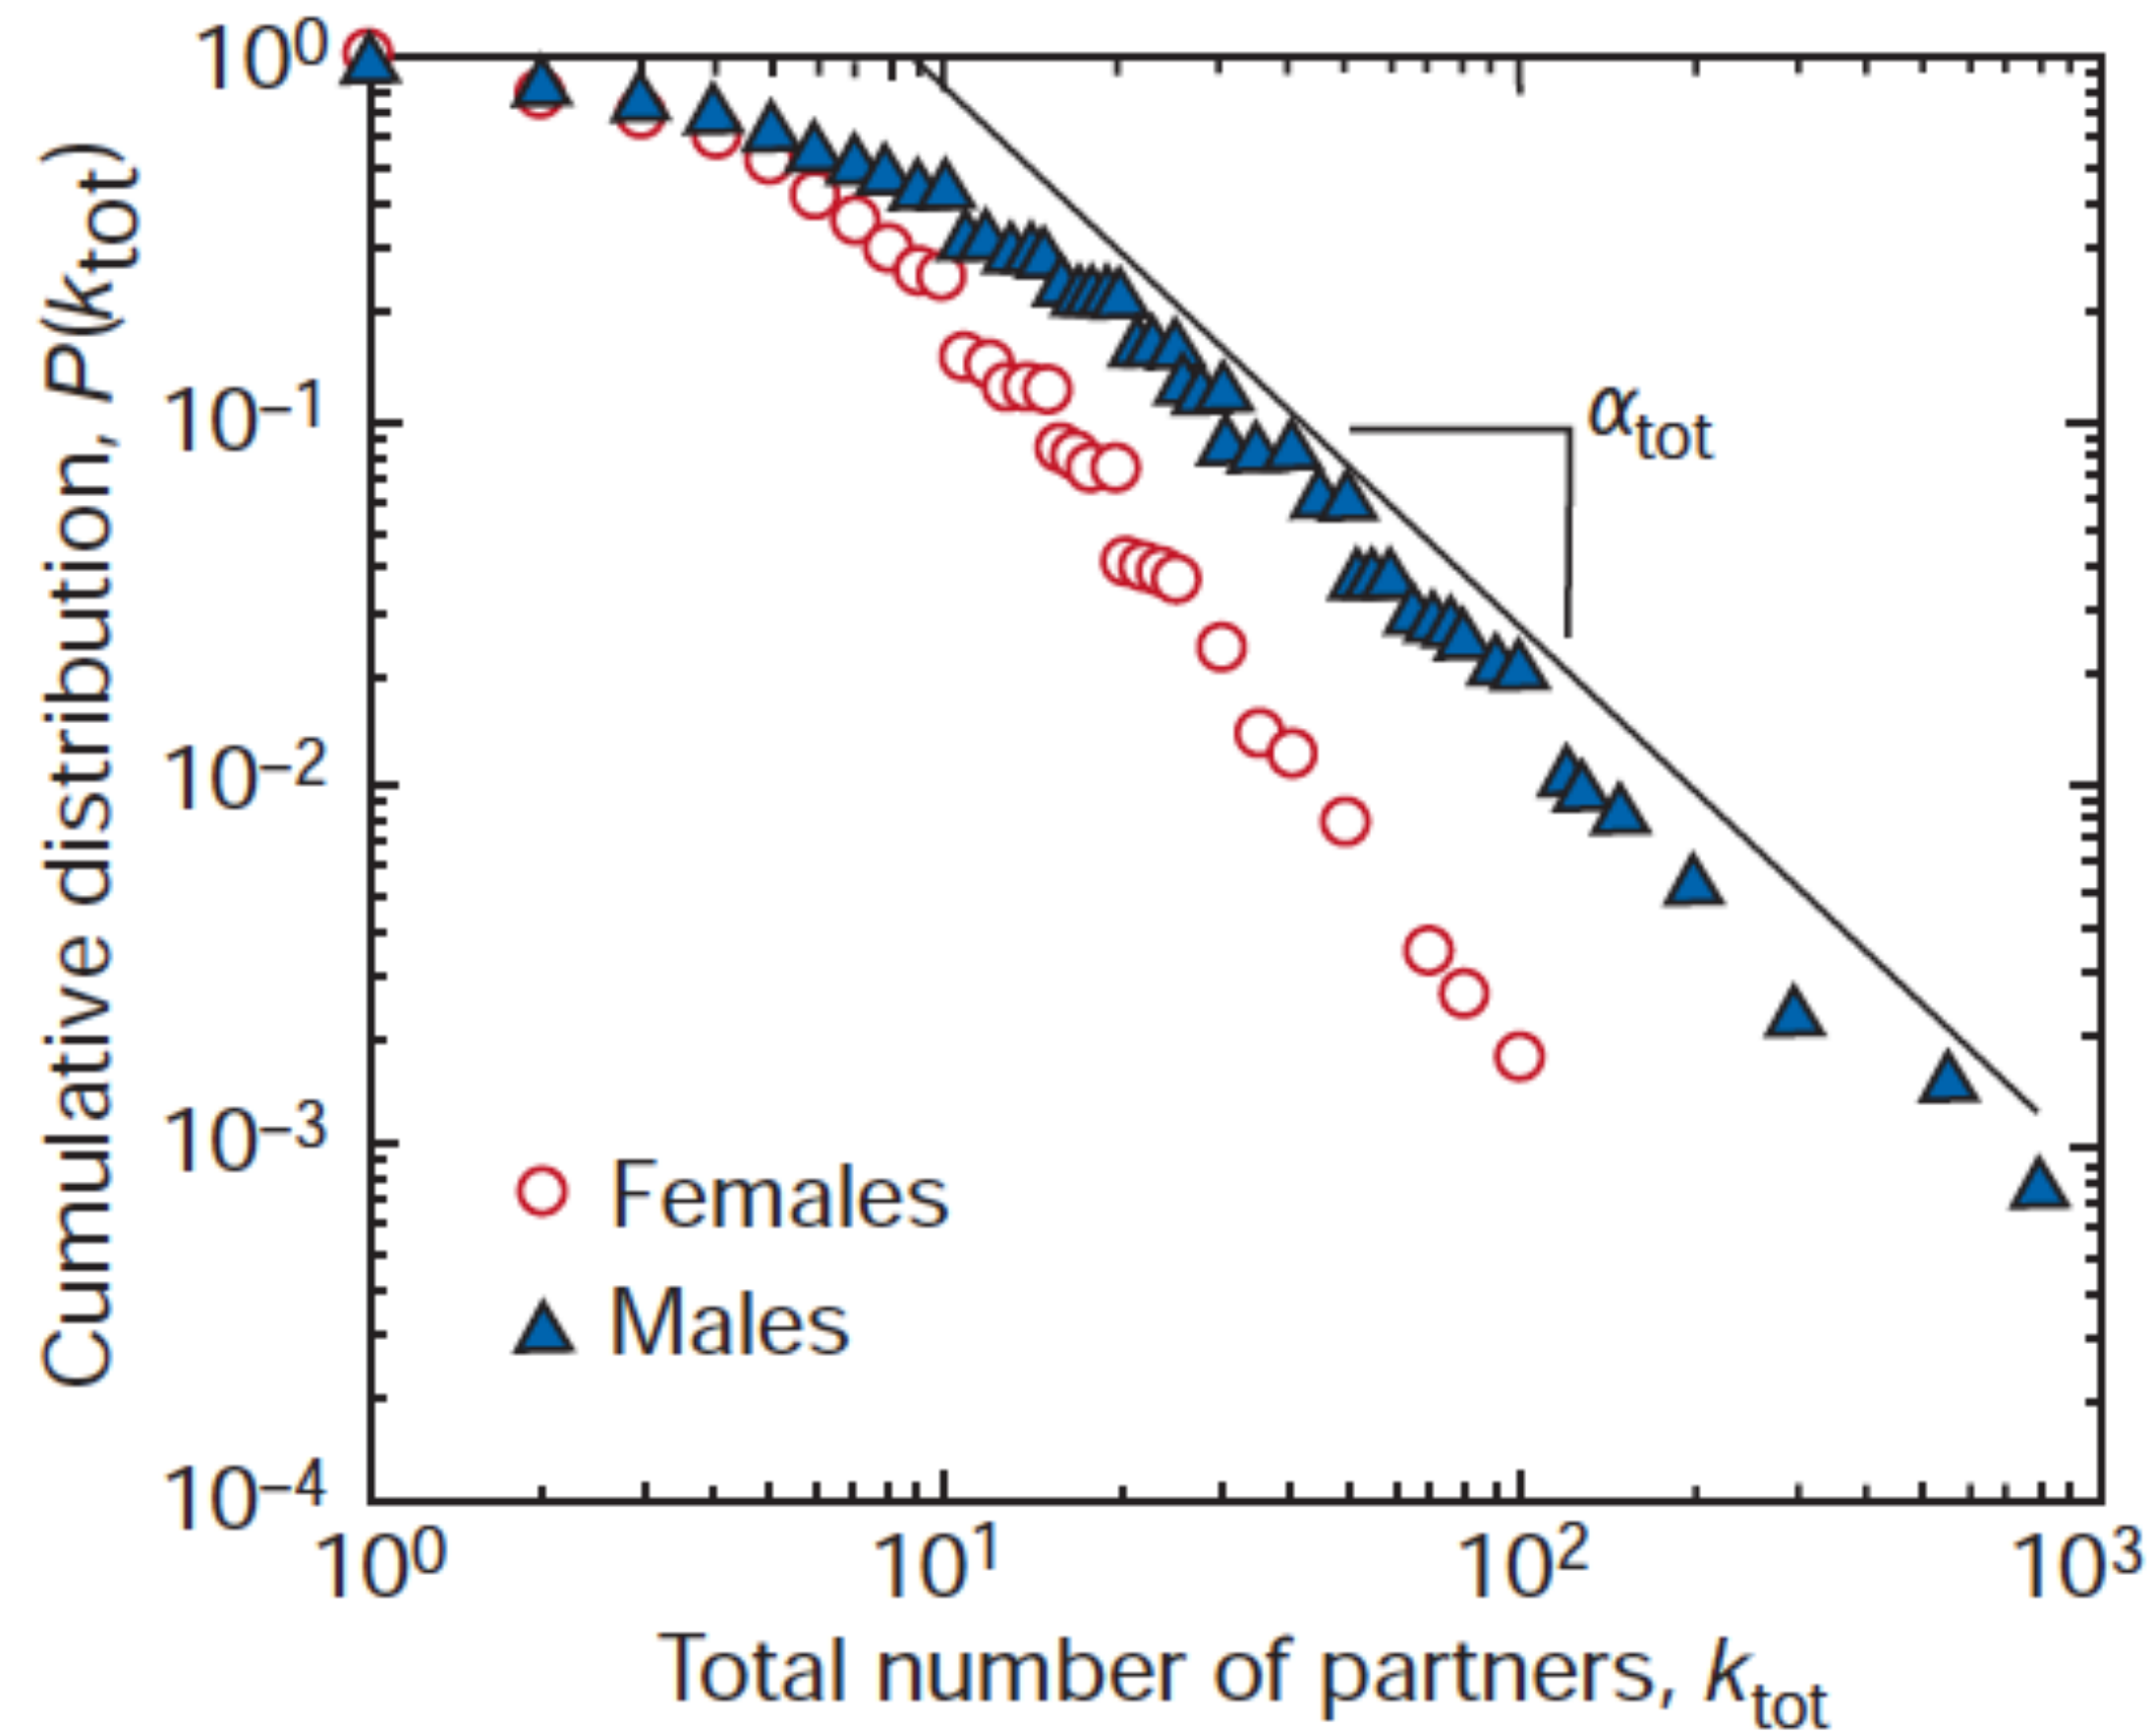 Cumulative distribution, P(k_tot)
10⁰
10⁻¹
10⁻²
10⁻³
10⁻⁴
α_tot
Females
Males
10⁰ 10¹ 10² 10³
Total number of partners, k_tot